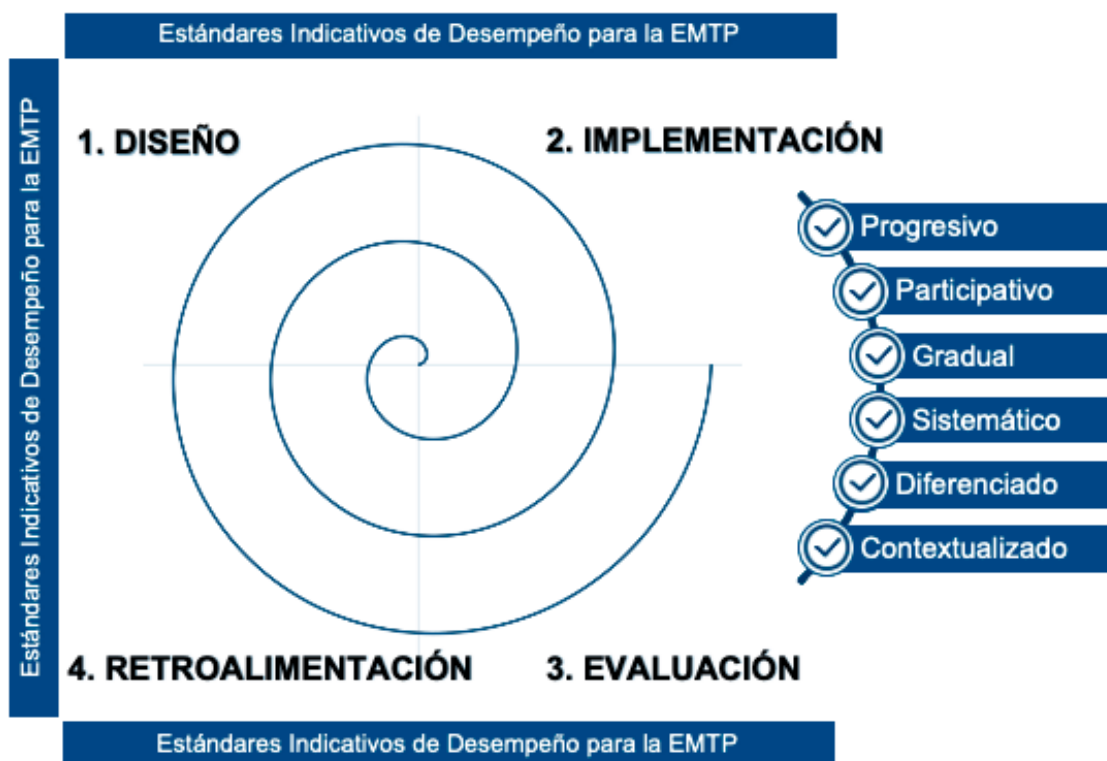 Estándares Indicativos de Desempeño para la EMTP
Estándares Indicativos de Desempeño para la EMTP
1. DISEÑO
2. IMPLEMENTACIÓN
Progresivo
Participativo
Gradual
Sistemático
Diferenciado
Contextualizado
4. RETROALIMENTACIÓN
3. EVALUACIÓN
Estándares Indicativos de Desempeño para la EMTP